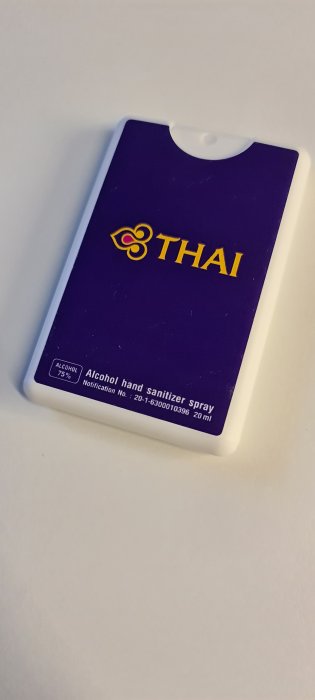 THAI
ALCOHOL
75%
Alcohol hand sanitizer spray
Notification No. : 20-1-6300010396 20 ml